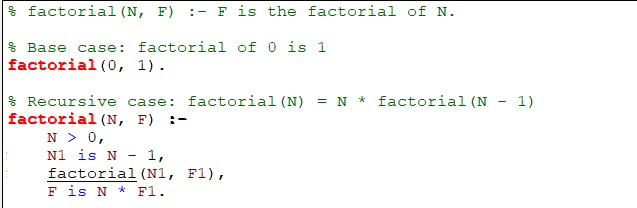 % factorial(N, F) :- F is the factorial of N.
% Base case: factorial of 0 is 1
factorial(0, 1).
% Recursive case: factorial(N) = N * factorial(N - 1)
factorial(N, F) :-
N > 0,
N1 is N - 1,
factorial(N1, F1),
F is N * F1.